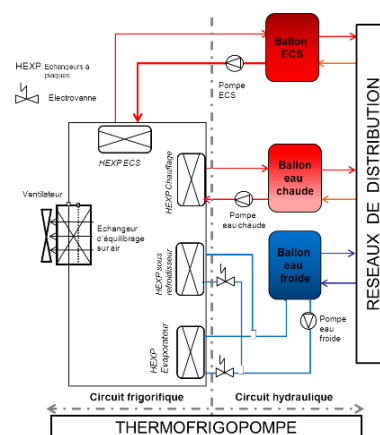 HEXP Echangeurs à
plaques
Electrovanne
Ballon
ECS
Pompe
ECS
HEXP ECS
HEXP Chauffage
Ballon
eau
chaude
Pompe
eau chaude
Ventilateur
Echangeur
d'équilibrage
sur air
HEXP sous
refroidisseur
Ballon
eau
froide
HEXP
Evaporateur
Pompe
eau
froide
RESEAUX DE DISTRIBUTION
Circuit frigorifique
Circuit hydraulique
THERMOFRIGOPOMPE